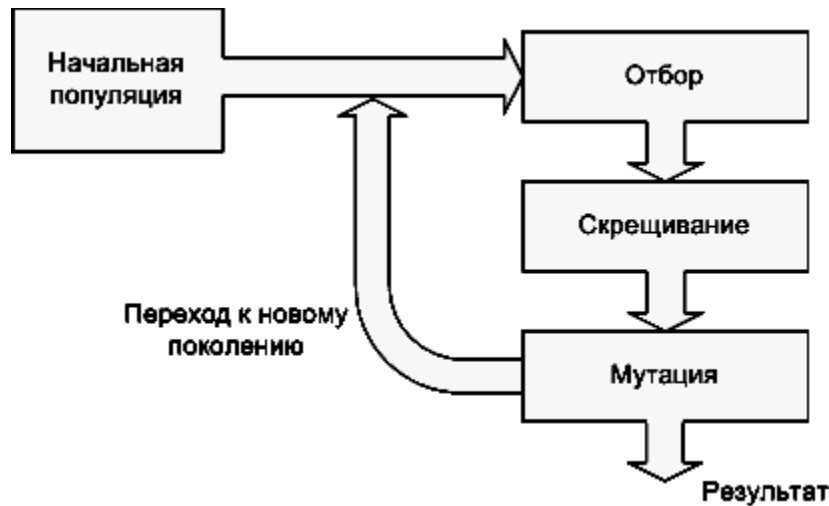 Начальная
популяция
Отбор
Скрещивание
Переход к новому
поколению
Мутация
Результат